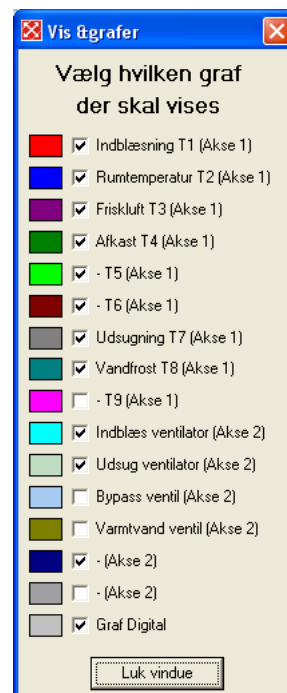 Vis &grafer
Vælg hvilken graf
der skal vises
Indblæsning T1 (Akse 1)
Rumtemperatur T2 (Akse 1)
Friskluft T3 (Akse 1)
Afkast T4 (Akse 1)
- T5 (Akse 1)
- T6 (Akse 1)
Udsugning T7 (Akse 1)
Vandfrost T8 (Akse 1)
- T9 (Akse 1)
Indblæs ventilator (Akse 2)
Udsug ventilator (Akse 2)
Bypass ventil (Akse 2)
Varmtvand ventil (Akse 2)
- (Akse 2)
- (Akse 2)
Graf Digital
Luk vindue